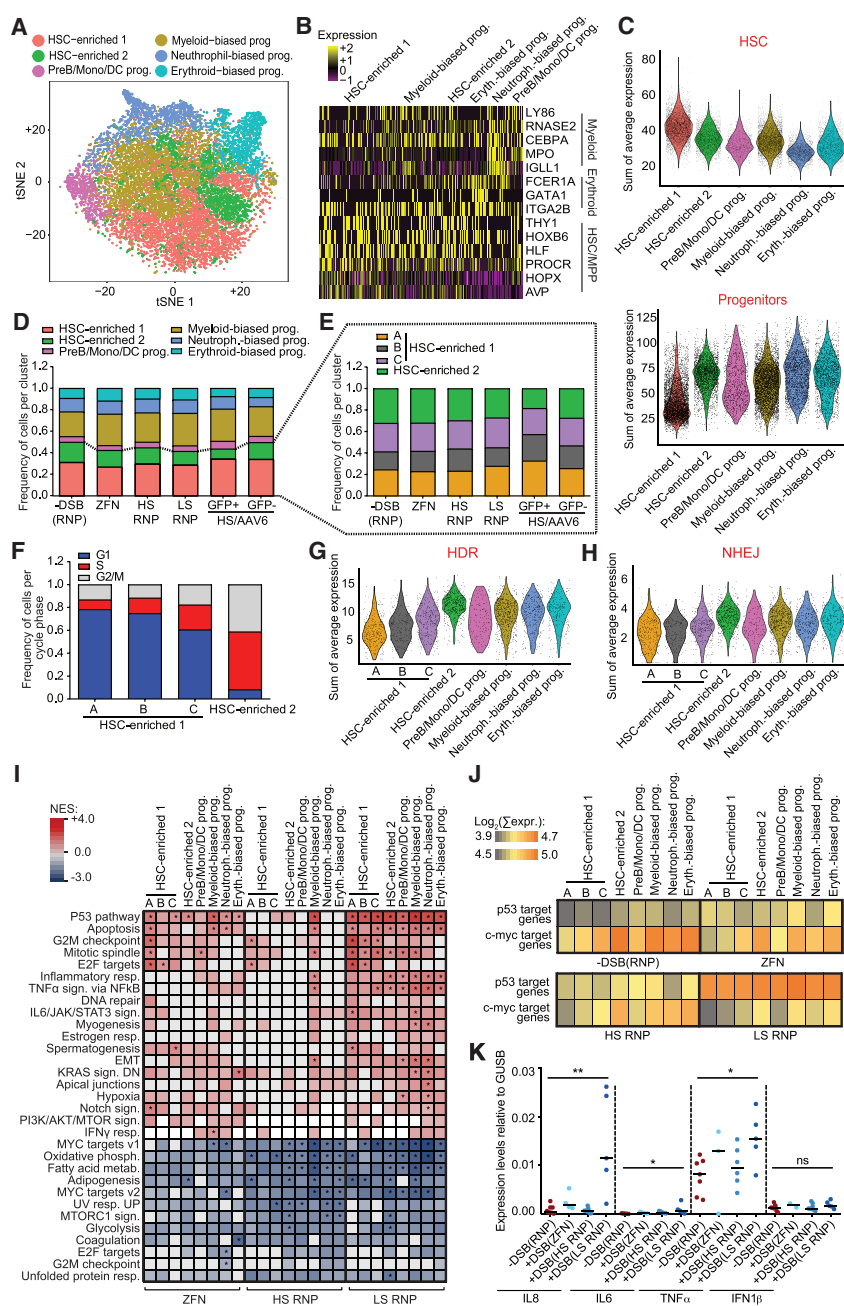 A
HSC-enriched 1
HSC-enriched 2
PreB/Mono/DC prog.
Myeloid-biased prog.
Neuthrophil-biased prog.
Erythroid-biased prog.
tSNE 2
+20
0
−20
−20
0
+20
tSNE 1
B
Expression
+2
+1
0
−1
HSC-enriched 1
Myeloid-biased prog.
HSC-enriched 2
Eryth.-biased prog.
Neutroph.-biased prog.
PreB/Mono/DC prog.
LY86
RNASE2
CEBPA
MPO
IGLL1
FCER1A
GATA1
ITGA2B
THY1
HOXB6
HLF
PROCR
HOPX
AVP
Myeloid
Erythroid
HSC/MPP
C
HSC
Sum of average expression
80
60
40
20
HSC-enriched 1
HSC-enriched 2
PreB/Mono/DC prog.
Myeloid-biased prog.
Neutroph.-biased prog.
Eryth.-biased prog.
Progenitors
Sum of average expression
125
100
75
50
25
HSC-enriched 1
HSC-enriched 2
PreB/Mono/DC prog.
Myeloid-biased prog.
Neutroph.-biased prog.
Eryth.-biased prog.
D
HSC-enriched 1
HSC-enriched 2
PreB/Mono/DC prog.
Myeloid-biased prog.
Neutroph.-biased prog.
Erythroid-biased prog.
Frequency of cells per cluster
1.0
0.8
0.6
0.4
0.2
0.0
-DSB
(RNP)
ZFN
HS
RNP
LS
RNP
GFP+
GFP-
HS/AAV6
E
A
B
C
HSC-enriched 1
HSC-enriched 2
Frequency of cells per cluster
1.0
0.8
0.6
0.4
0.2
0.0
-DSB
(RNP)
ZFN
HS
RNP
LS
RNP
GFP+
GFP-
HS/AAV6
F
G1
S
G2/M
Frequency of cells per
cycle phase
1.0
0.8
0.6
0.4
0.2
0.0
A
B
C
HSC-enriched 1
HSC-enriched 2
G
HDR
Sum of average expression
15
10
5
A
B
C
HSC-enriched 1
HSC-enriched 2
PreB/Mono/DC prog.
Myeloid-biased prog.
Neutroph.-biased prog.
Eryth.-biased prog.
H
NHEJ
Sum of average expression
6
4
2
A
B
C
HSC-enriched 1
HSC-enriched 2
PreB/Mono/DC prog.
Myeloid-biased prog.
Neutroph.-biased prog.
Eryth.-biased prog.
I
NES:
+4.0
0.0
-3.0
HSC-enriched 1
A B C
HSC-enriched 2
PreB/Mono/DC prog.
Myeloid-biased prog.
Neutroph.-biased prog.
Eryth.-biased prog.
HSC-enriched 1
A B C
HSC-enriched 2
PreB/Mono/DC prog.
Myeloid-biased prog.
Neutroph.-biased prog.
Eryth.-biased prog.
HSC-enriched 1
A B C
HSC-enriched 2
PreB/Mono/DC prog.
Myeloid-biased prog.
Neutroph.-biased prog.
Eryth.-biased prog.
P53 pathway
Apoptosis
G2M checkpoint
Mitotic spindle
E2F targets
Inflammatory resp.
TNFα sign. via NFkB
DNA repair
IL6/JAK/STAT3 sign.
Myogenesis
Estrogen resp.
Spermatogenesis
EMT
KRAS sign. DN
Apical junctions
Hypoxia
Notch sign.
PI3K/AKT/MTOR sign.
IFNγ resp.
MYC targets v1
Oxidative phosph.
Fatty acid metab.
Adipogenesis
MYC targets v2
UV resp. UP
MTORC1 sign.
Glycolysis
Coagulation
E2F targets
G2M checkpoint
Unfolded protein resp.
ZFN
HS RNP
LS RNP
J
Log2(∑expr.):
3.9
4.7
4.5
5.0
HSC-enriched 1
A B C
HSC-enriched 2
PreB/Mono/DC prog.
Myeloid-biased prog.
Neutroph.-biased prog.
Eryth.-biased prog.
HSC-enriched 1
A B C
HSC-enriched 2
PreB/Mono/DC prog.
Myeloid-biased prog.
Neutroph.-biased prog.
Eryth.-biased prog.
p53 target
genes
c-myc target
genes
-DSB(RNP)
ZFN
p53 target
genes
c-myc target
genes
HS RNP
LS RNP
K
Expression levels relative to GUSB
0.03
0.026
0.01
0.00
**
*
*
ns
-DSB(RNP)
+DSB(ZFN)
+DSB(HS RNP)
+DSB(LS RNP)
-DSB(RNP)
+DSB(ZFN)
+DSB(HS RNP)
+DSB(LS RNP)
-DSB(RNP)
+DSB(ZFN)
+DSB(HS RNP)
+DSB(LS RNP)
-DSB(RNP)
+DSB(ZFN)
+DSB(HS RNP)
+DSB(LS RNP)
IL8
IL6
TNFα
IFN1β